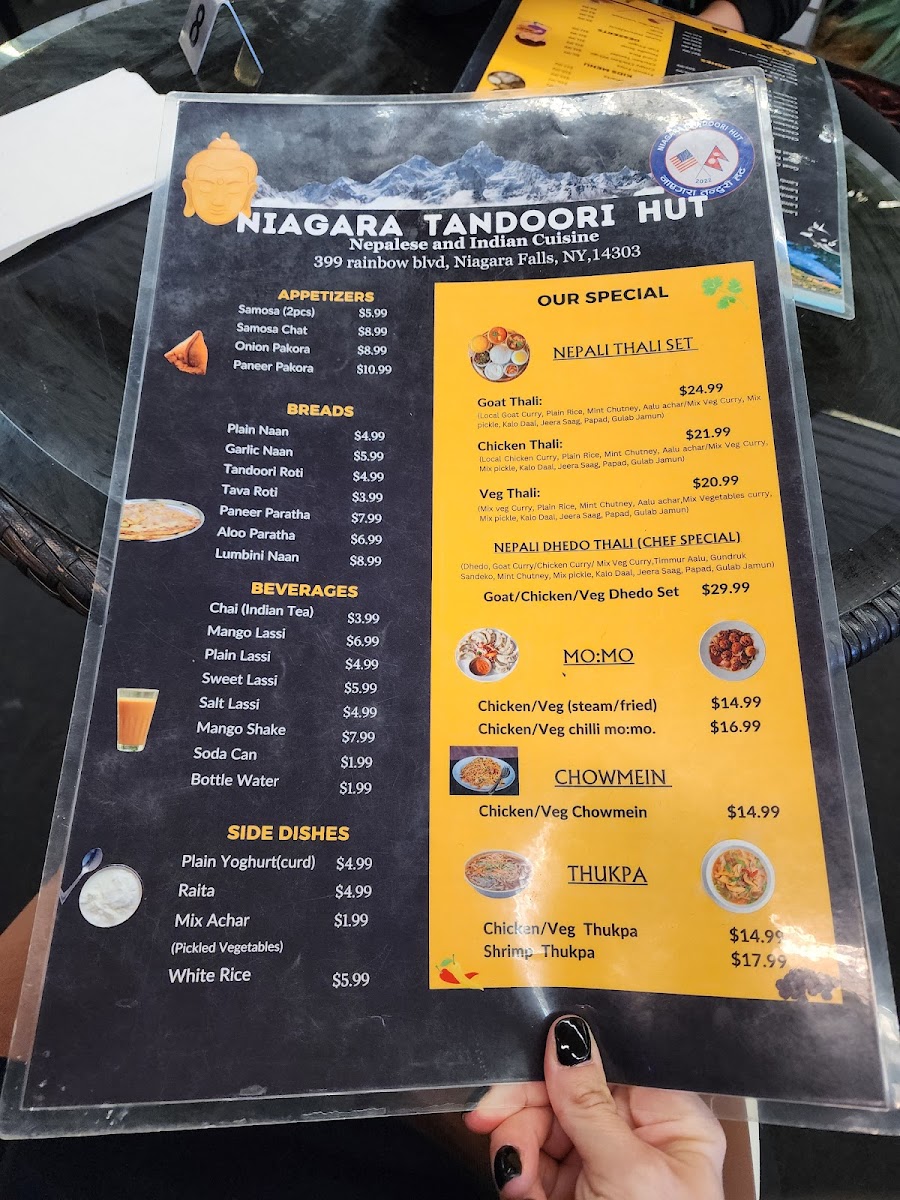 8
DESSERTS
KIDS MENU
NIAGARA TANDOORI HUT
2022
NIAGARA TANDOORI HUT
Nepalese and Indian Cuisine
399 rainbow blvd, Niagara Falls, NY,14303
APPETIZERS
Samosa (2pcs) $5.99
Samosa Chat $8.99
Onion Pakora $8.99
Paneer Pakora $10.99
BREADS
Plain Naan $4.99
Garlic Naan $5.99
Tandoori Roti $4.99
Tava Roti $3.99
Paneer Paratha $7.99
Aloo Paratha $6.99
Lumbini Naan $8.99
BEVERAGES
Chai (Indian Tea) $3.99
Mango Lassi $6.99
Plain Lassi $4.99
Sweet Lassi $5.99
Salt Lassi $4.99
Mango Shake $7.99
Soda Can $1.99
Bottle Water $1.99
SIDE DISHES
Plain Yoghurt(curd) $4.99
Raita $4.99
Mix Achar $1.99
(Pickled Vegetables)
White Rice $5.99
OUR SPECIAL
NEPALI THALI SET
Goat Thali: $24.99
(Local Goat Curry, Plain Rice, Mint Chutney, Aalu achar/Mix Veg Curry, Mix
pickle, Kalo Daal, Jeera Saag, Papad, Gulab Jamun)
Chicken Thali: $21.99
(Local Chicken Curry, Plain Rice, Mint Chutney, Aalu achar/Mix Veg Curry,
Mix pickle, Kalo Daal, Jeera Saag, Papad, Gulab Jamun)
Veg Thali: $20.99
(Mix veg Curry, Plain Rice, Mint Chutney, Aalu achar,Mix Vegetables curry,
Mix pickle, Kalo Daal, Jeera Saag, Papad, Gulab Jamun)
NEPALI DHEDO THALI (CHEF SPECIAL)
(Dhedo, Goat Curry/Chicken Curry/ Mix Veg Curry,Timmur Aalu, Gundruk
Sandeko, Mint Chutney, Mix pickle, Kalo Daal, Jeera Saag, Papad, Gulab Jamun)
Goat/Chicken/Veg Dhedo Set $29.99
MO:MO
Chicken/Veg (steam/fried) $14.99
Chicken/Veg chilli mo:mo. $16.99
CHOWMEIN
Chicken/Veg Chowmein $14.99
THUKPA
Chicken/Veg Thukpa $14.99
Shrimp Thukpa $17.99